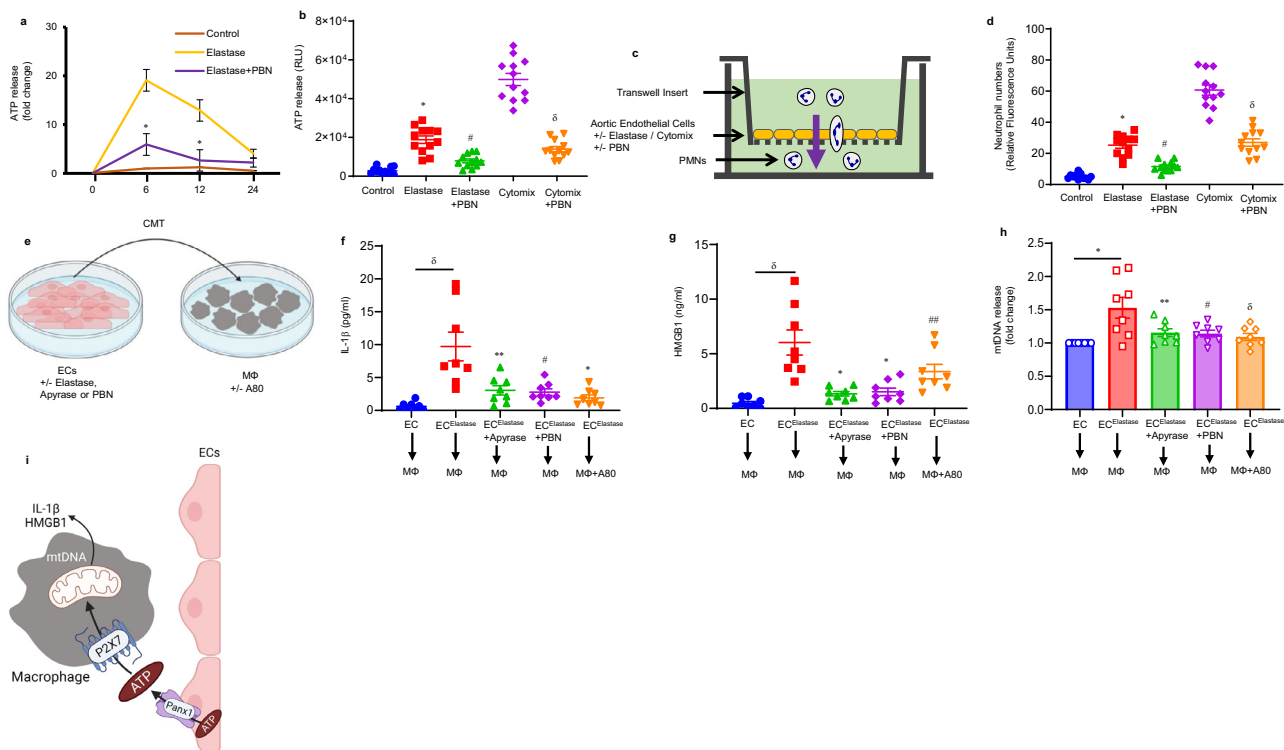 a
ATP release
(fold change)
30
20
10
0
0
6
12
24
*
*
Control
Elastase
Elastase+PBN
b
ATP release (RLU)
8×10⁴
6×10⁴
4×10⁴
2×10⁴
0
*
#
δ
Control
Elastase
Elastase
+PBN
Cytomix
Cytomix
+PBN
c
Transwell Insert
Aortic Endothelial Cells
+/- Elastase / Cytomix
+/- PBN
PMNs
d
Neutrophil numbers
(Relative Fluorescence Units)
100
80
60
40
20
0
*
#
δ
Control
Elastase
Elastase
+PBN
Cytomix
Cytomix
+PBN
e
CMT
ECs
+/- Elastase,
Apyrase or PBN
MΦ
+/- A80
f
IL-1β (pg/ml)
25
20
15
10
5
0
δ
**
#
*
EC
EC^Elastase
EC^Elastase
+Apyrase
EC^Elastase
+PBN
EC^Elastase
MΦ
MΦ
MΦ
MΦ
MΦ+A80
g
HMGB1 (ng/ml)
15
10
5
0
δ
*
*
##
EC
EC^Elastase
EC^Elastase
+Apyrase
EC^Elastase
+PBN
EC^Elastase
MΦ
MΦ
MΦ
MΦ
MΦ+A80
h
mtDNA release
(fold change)
2.5
2.0
1.5
1.0
0.5
0.0
*
**
#
δ
EC
EC^Elastase
EC^Elastase
+Apyrase
EC^Elastase
+PBN
EC^Elastase
MΦ
MΦ
MΦ
MΦ
MΦ+A80
i
ECs
IL-1β
HMGB1
mtDNA
P2X7
Macrophage
ATP
Panx1
ATP